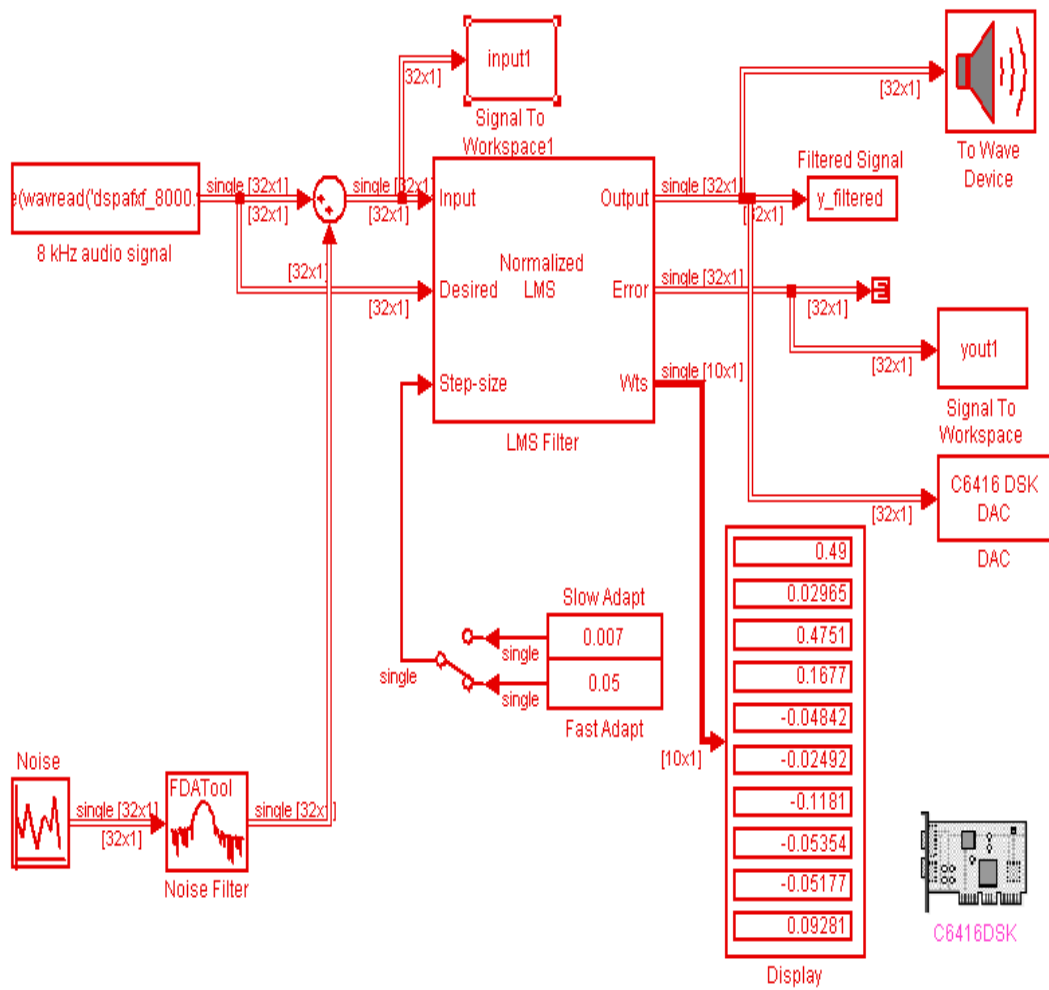 input1
[32x1]
Signal To
Workspace1
[32x1]
To Wave
Device
Filtered Signal
y_filtered
e(wavread('dspafxf_8000.
8 kHz audio signal
single [32x1]
[32x1]
single [32x1]
[32x1]
Input
Output
single [32x1]
[32x1]
[32x1]
[32x1]
Normalized
LMS
Desired
Error
single [32x1]
[32x1]
yout1
[32x1]
Signal To
Workspace
Step-size
Wts
single [10x1]
LMS Filter
C6416 DSK
DAC
[32x1]
DAC
Slow Adapt
0.007
single
0.05
single
Fast Adapt
single
[10x1]
0.49
0.02965
0.4751
0.1677
-0.04842
-0.02492
-0.1181
-0.05354
-0.05177
0.09281
Display
Noise
single [32x1]
[32x1]
FDATool
Noise Filter
single [32x1]
C6416DSK